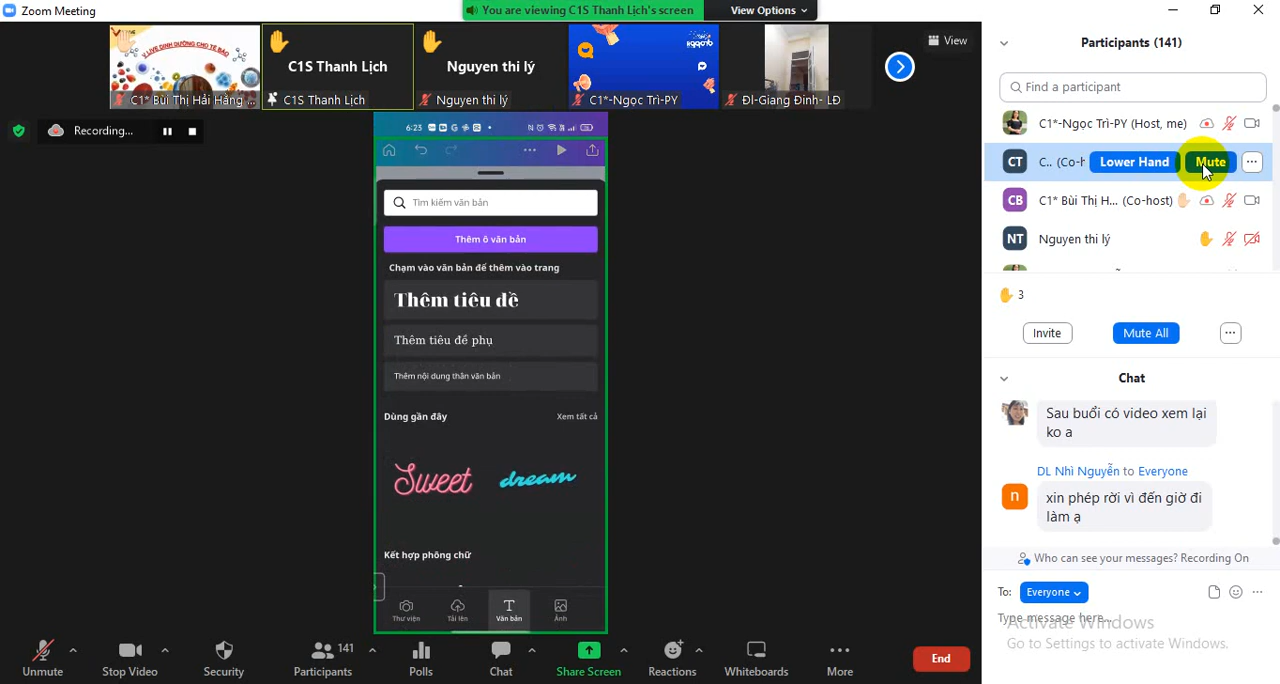 Zoom Meeting
You are viewing C1S Thanh Lịch's screen
View Options
C1* Bùi Thị Hải Hằng ...
C1S Thanh Lịch
C1S Thanh Lịch
Nguyen thi lý
Nguyen thi lý
C1*-Ngọc Trì-PY
Đl-Giang Đinh- LĐ
View
Recording...
6:23
Tìm kiếm văn bản
Thêm ô văn bản
Chạm vào văn bản để thêm vào trang
Thêm tiêu đề
Thêm tiêu đề phụ
Thêm nội dung thân văn bản
Dùng gần đây
Xem tất cả
Sweet
dream
Kết hợp phông chữ
Thư viện
Tải lên
Văn bản
Ảnh
Participants (141)
Find a participant
C1*-Ngọc Trì-PY (Host, me)
CT
C.. (Co-h
Lower Hand
Mute
CB
C1* Bùi Thị H... (Co-host)
NT
Nguyen thi lý
3
Invite
Mute All
Chat
Sau buổi có video xem lại
ko a
DL Nhì Nguyễn to Everyone
n
xin phép rời vì đến giờ đi
làm ạ
Who can see your messages? Recording On
To:
Everyone
Type message here...
Activate Windows
Go to Settings to activate Windows.
Unmute
Stop Video
Security
Participants
141
Polls
Chat
Share Screen
Reactions
Whiteboards
More
End